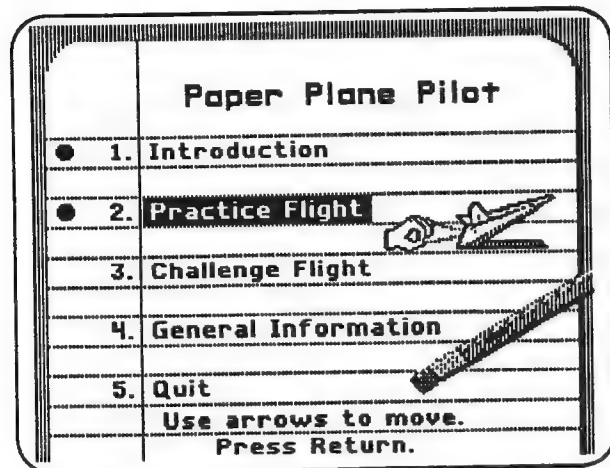 Paper Plane Pilot
1. Introduction
2. Practice Flight
3. Challenge Flight
4. General Information
5. Quit
Use arrows to move.
Press Return.